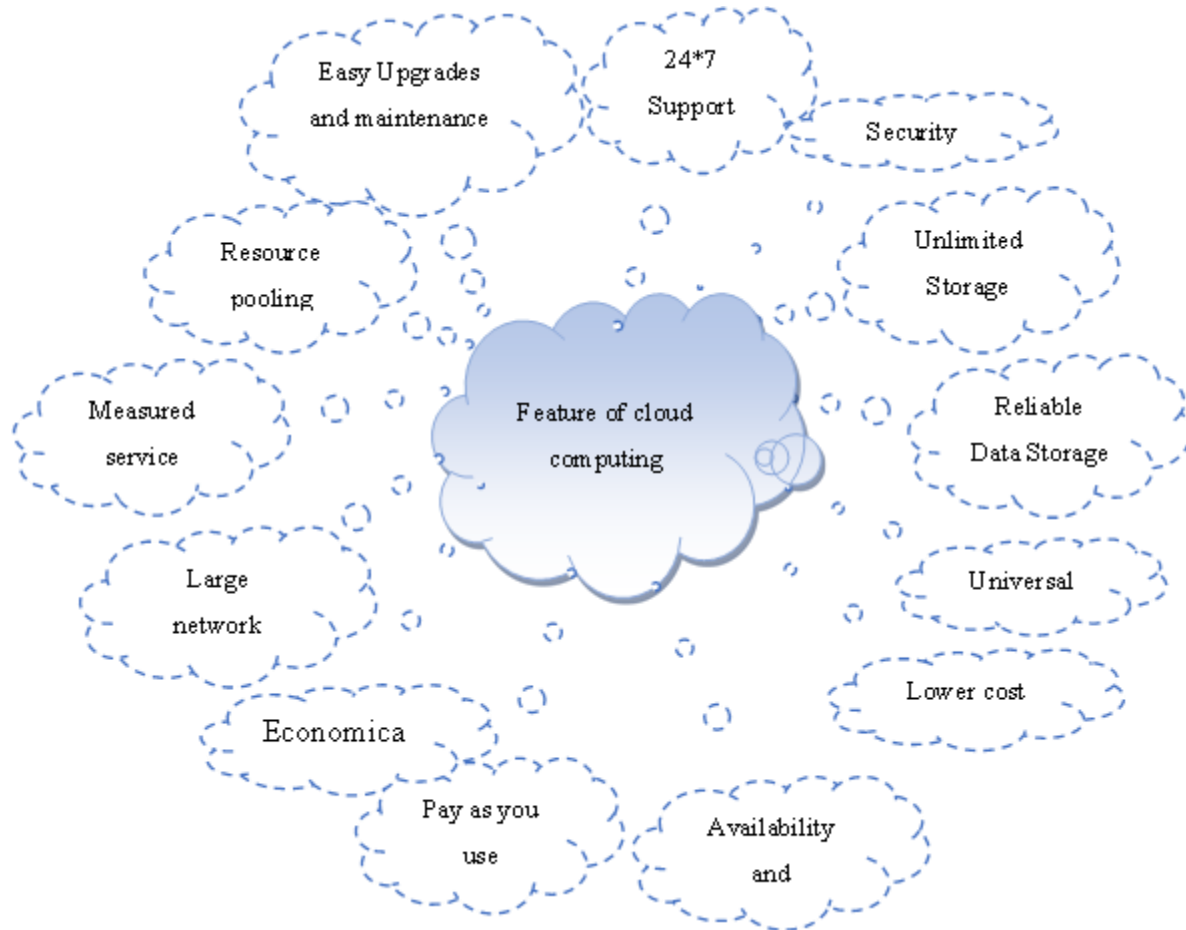 Easy Upgrades
and maintenance
24*7
Support
Security
Resource
pooling
Unlimited
Storage
Measured
service
Feature of cloud
computing
Reliable
Data Storage
Large
network
Universal
Lower cost
Economica
Pay as you
use
Availability
and